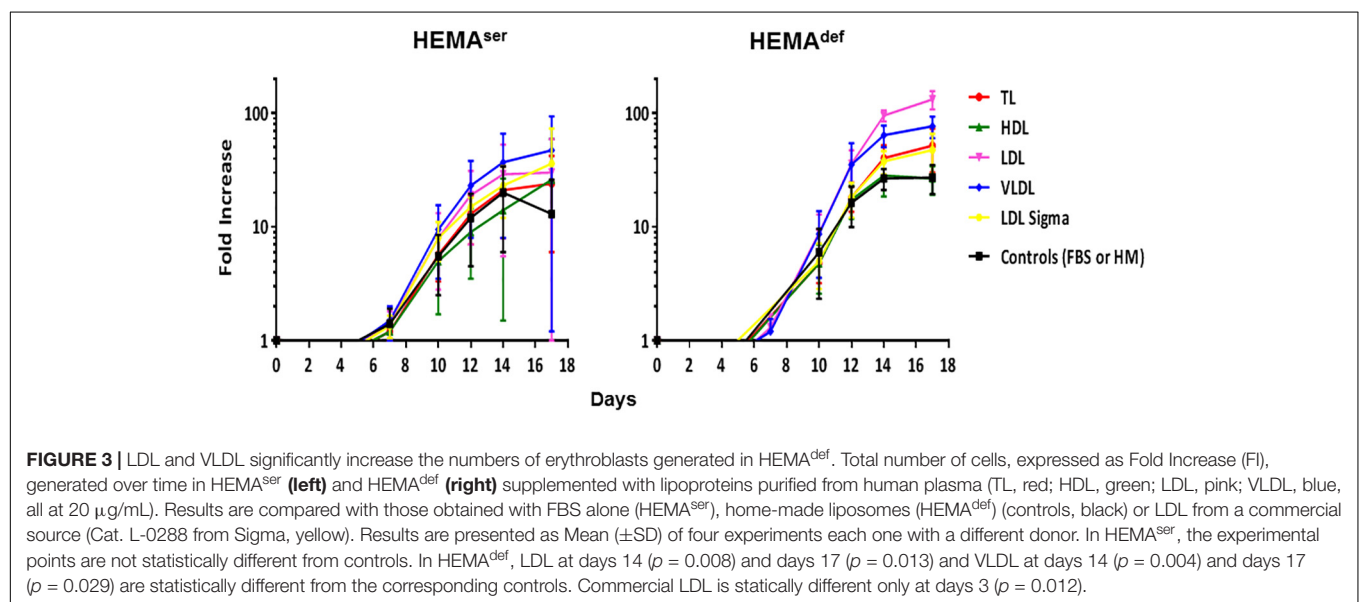 HEMAser
HEMAdef
Fold Increase
100
10
1
0 2 4 6 8 10 12 14 16 18
100
10
1
0 2 4 6 8 10 12 14 16 18
Days
TL
HDL
LDL
VLDL
LDL Sigma
Controls (FBS or HM)
FIGURE 3 | LDL and VLDL significantly increase the numbers of erythroblasts generated in HEMAdef. Total number of cells, expressed as Fold Increase (FI),
generated over time in HEMAser (left) and HEMAdef (right) supplemented with lipoproteins purified from human plasma (TL, red; HDL, green; LDL, pink; VLDL, blue,
all at 20 μg/mL). Results are compared with those obtained with FBS alone (HEMAser), home-made liposomes (HEMAdef) (controls, black) or LDL from a commercial
source (Cat. L-0288 from Sigma, yellow). Results are presented as Mean (±SD) of four experiments each one with a different donor. In HEMAser, the experimental
points are not statistically different from controls. In HEMAdef, LDL at days 14 (p = 0.008) and days 17 (p = 0.013) and VLDL at days 14 (p = 0.004) and days 17
(p = 0.029) are statistically different from the corresponding controls. Commercial LDL is statically different only at days 3 (p = 0.012).